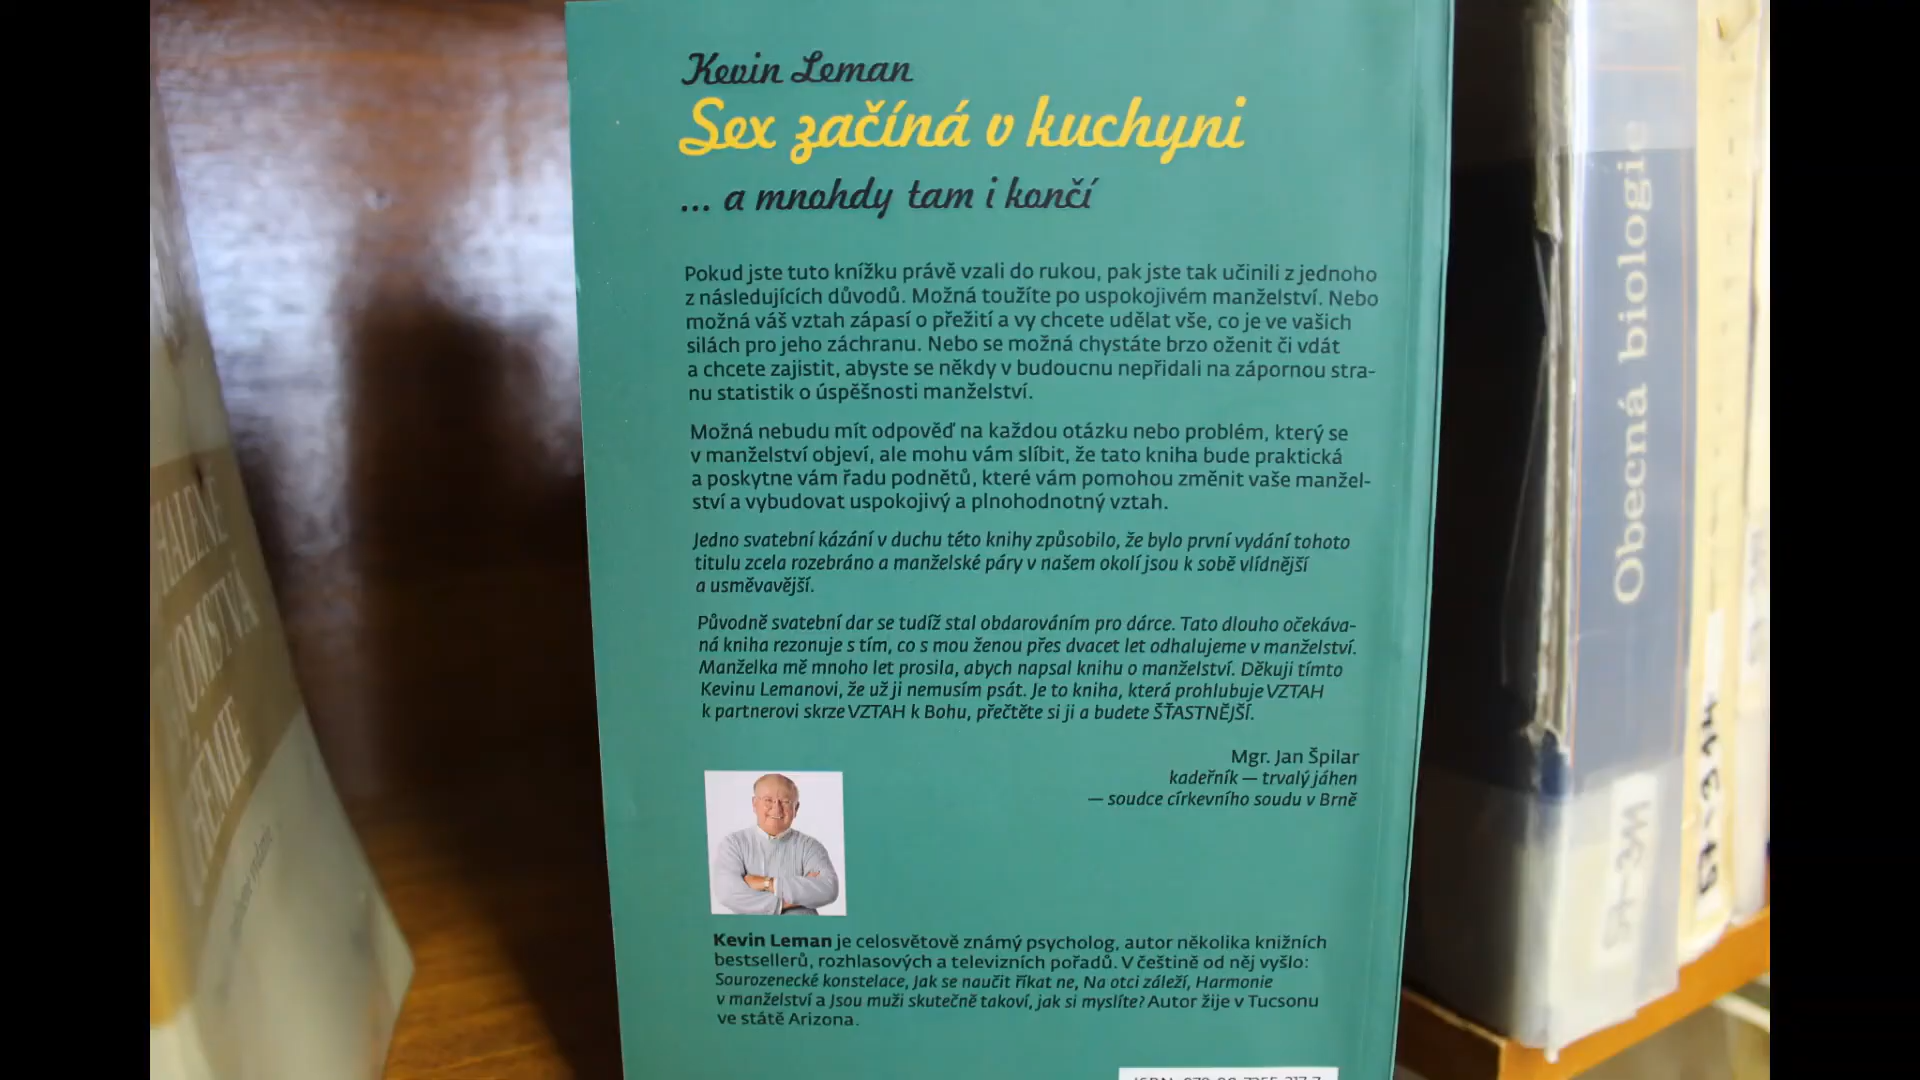 Kevin Leman
Sex začíná v kuchyni
... a mnohdy tam i končí
Pokud jste tuto knížku právě vzali do rukou, pak jste tak učinili z jednoho
z následujících důvodů. Možná toužíte po uspokojivém manželství. Nebo
možná váš vztah zápasí o přežití a vy chcete udělat vše, co je ve vašich
silách pro jeho záchranu. Nebo se možná chystáte brzo oženit či vdát
a chcete zajistit, abyste se někdy v budoucnu nepřidali na zápornou stra-
nu statistik o úspěšnosti manželství.
Možná nebudu mít odpověď na každou otázku nebo problém, který se
v manželství objeví, ale mohu vám slíbit, že tato kniha bude praktická
a poskytne vám řadu podnětů, které vám pomohou změnit vaše manžel-
ství a vybudovat uspokojivý a plnohodnotný vztah.
Jedno svatební kázání v duchu této knihy způsobilo, že bylo první vydání tohoto
titulu zcela rozebráno a manželské páry v našem okolí jsou k sobě vlídnější
a usměvavější.
Původně svatební dar se tudíž stal obdarováním pro dárce. Tato dlouho očekáva-
ná kniha rezonuje s tím, co s mou ženou přes dvacet let odhalujeme v manželství.
Manželka mě mnoho let prosila, abych napsal knihu o manželství. Děkuji tímto
Kevinu Lemanovi, že už ji nemusím psát. Je to kniha, která prohlubuje VZTAH
k partnerovi skrze VZTAH k Bohu, přečtěte si ji a budete ŠŤASTNĚJŠÍ.
Mgr. Jan Špilar
kadeřník — trvalý jáhen
— soudce církevního soudu v Brně
Kevin Leman je celosvětově známý psycholog, autor několika knižních
bestsellerů, rozhlasových a televizních pořadů. V češtině od něj vyšlo:
Sourozenecké konstelace, Jak se naučit říkat ne, Na otci záleží, Harmonie
v manželství a Jsou muži skutečně takoví, jak si myslíte? Autor žije v Tucsonu
ve státě Arizona.
Obecná biologie
57-314